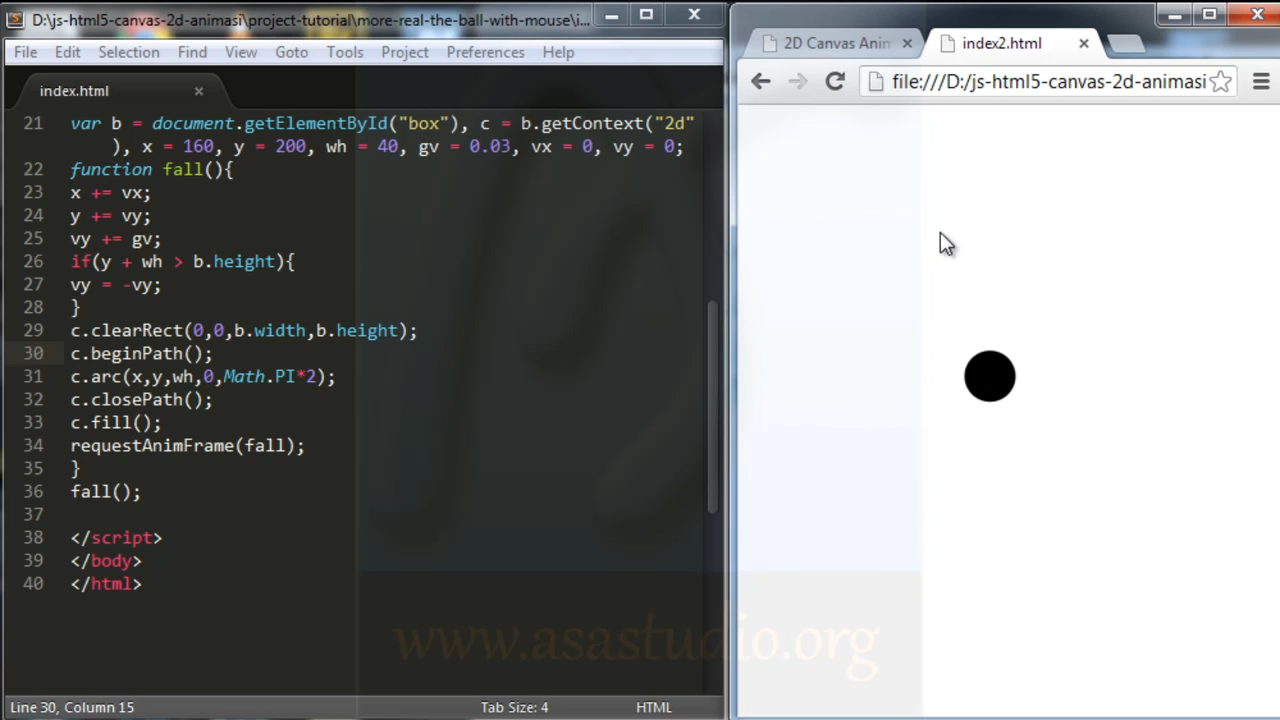 D:\js-html5-canvas-2d-animasi\project-tutorial\more-real-the-ball-with-mouse\i...
File Edit Selection Find View Goto Tools Project Preferences Help
index.html
21 var b = document.getElementById("box"), c = b.getContext("2d"
), x = 160, y = 200, wh = 40, gv = 0.03, vx = 0, vy = 0;
22 function fall(){
23 x += vx;
24 y += vy;
25 vy += gv;
26 if(y + wh > b.height){
27 vy = -vy;
28 }
29 c.clearRect(0,0,b.width,b.height);
30 c.beginPath();
31 c.arc(x,y,wh,0,Math.PI*2);
32 c.closePath();
33 c.fill();
34 requestAnimFrame(fall);
35 }
36 fall();
37
38 </script>
39 </body>
40 </html>
Line 30, Column 15 Tab Size: 4 HTML
2D Canvas Anim
index2.html
file:///D:/js-html5-canvas-2d-animasi
www.asastudio.org